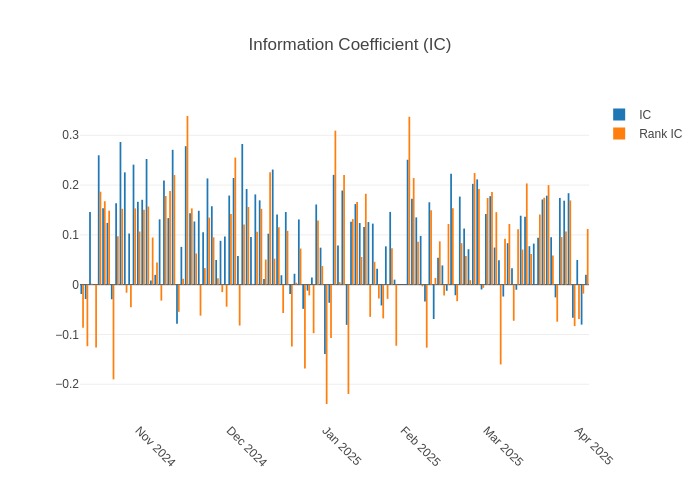 Information Coefficient (IC)
IC
Rank IC
0.3
0.2
0.1
0
−0.1
−0.2
Nov 2024
Dec 2024
Jan 2025
Feb 2025
Mar 2025
Apr 2025